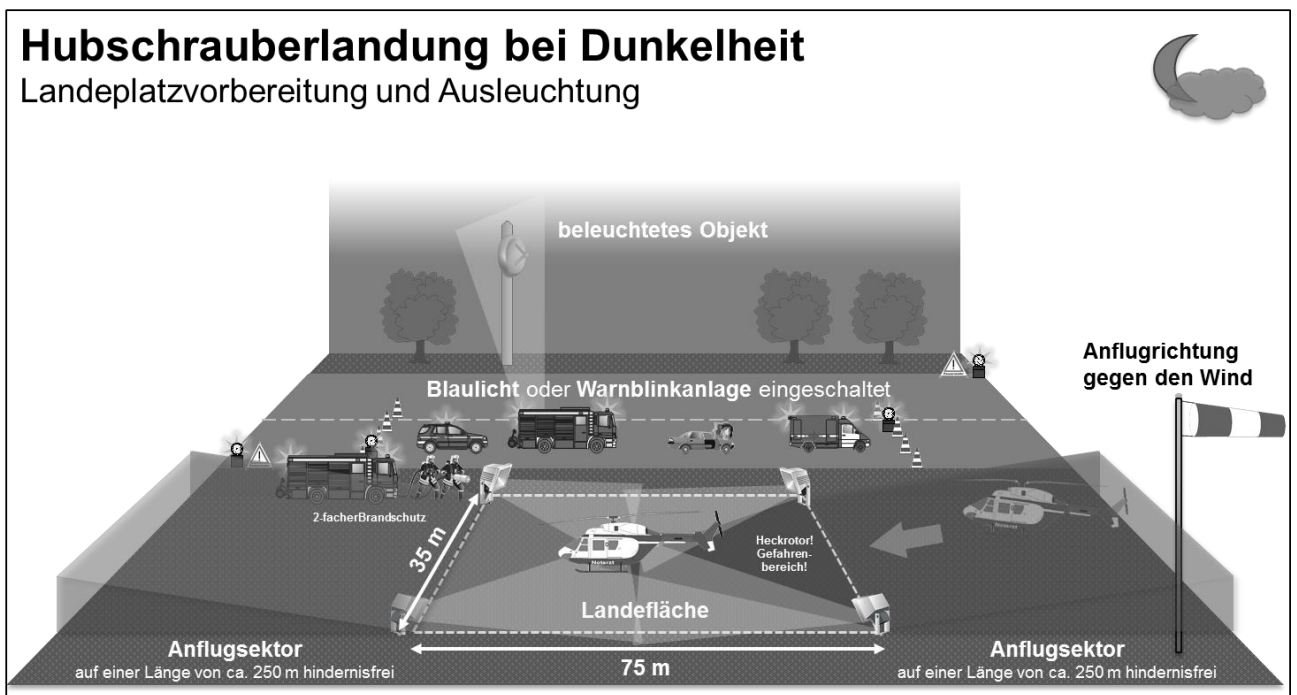 Hubschrauberlandung bei Dunkelheit
Landeplatzvorbereitung und Ausleuchtung
beleuchtetes Objekt
Anflugrichtung
gegen den Wind
Blaulicht oder Warnblinkanlage eingeschaltet
2-facherBrandschutz
35 m
Notarzt
Heckrotor!
Gefahren-
bereich!
Notarzt
Landefläche
Anflugsektor
auf einer Länge von ca. 250 m hindernisfrei
75 m
Anflugsektor
auf einer Länge von ca. 250 m hindernisfrei